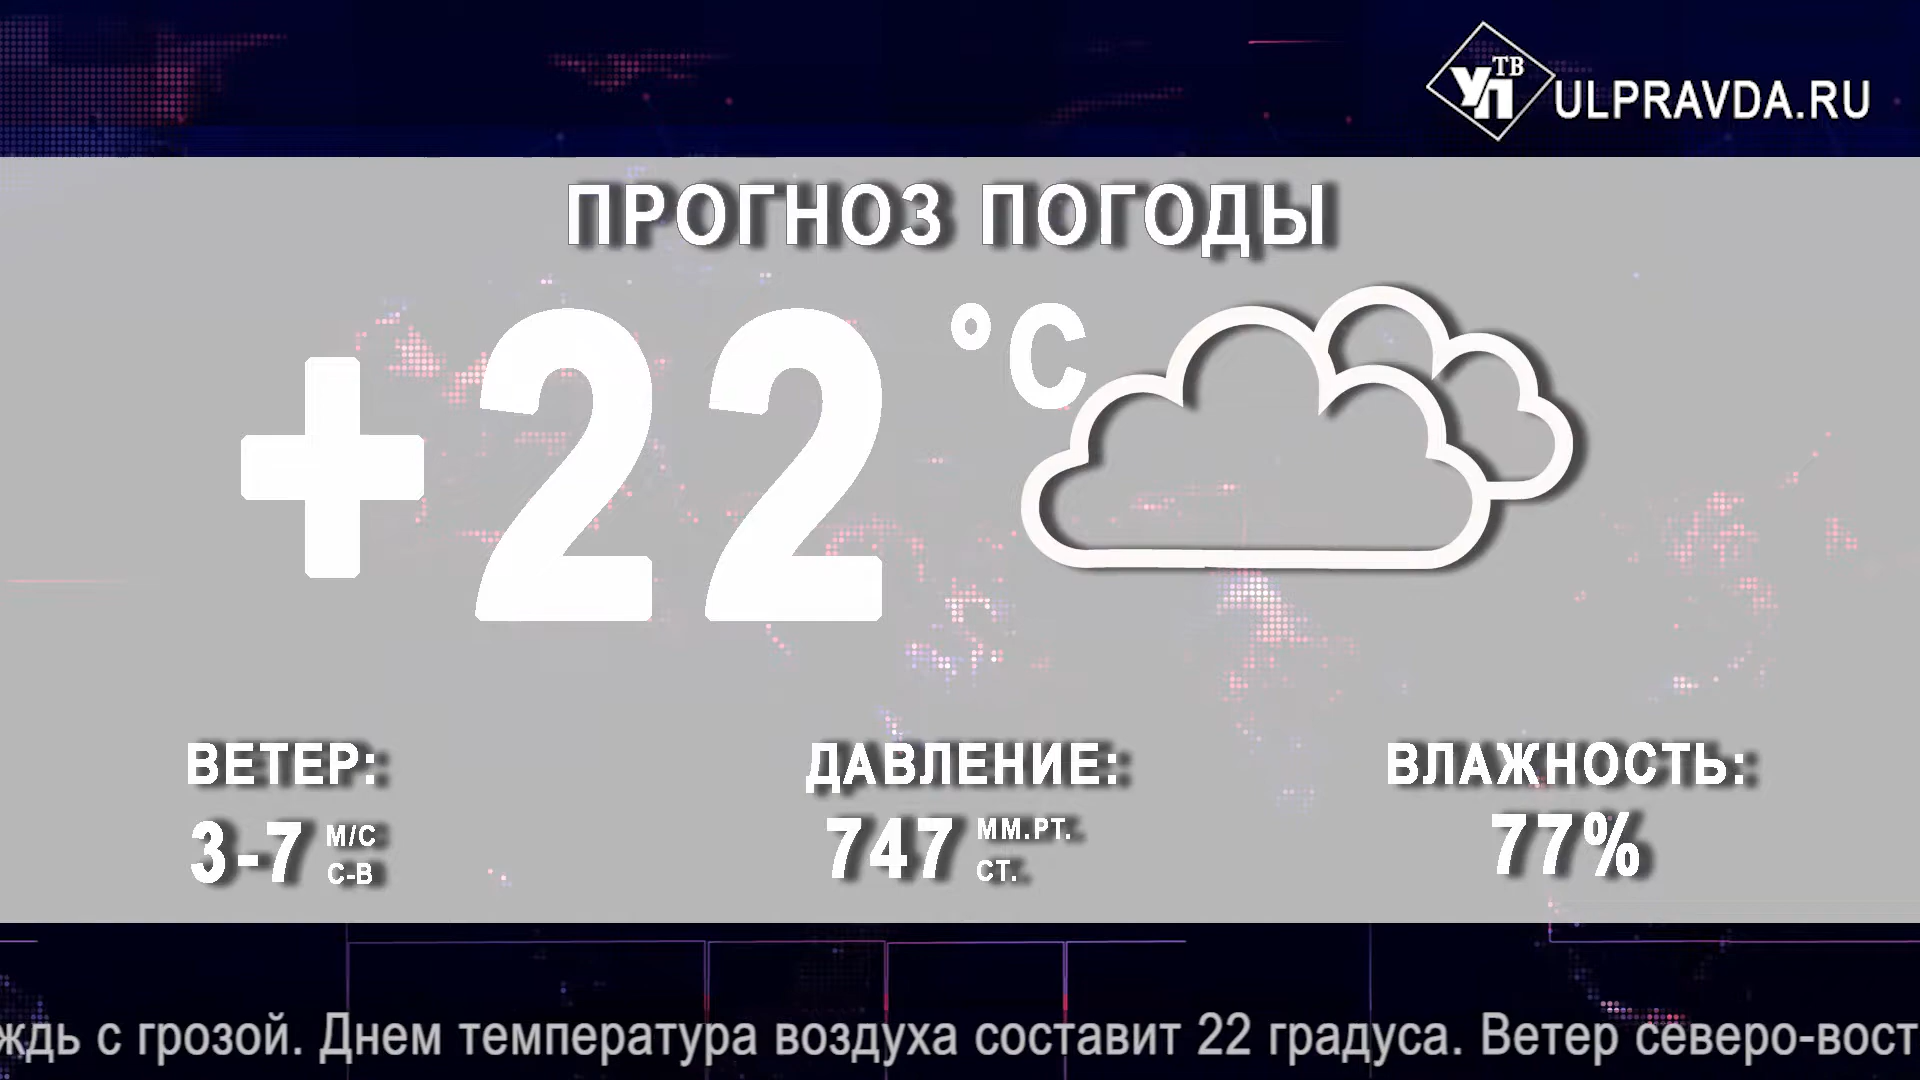 УП ТВ
ULPRAVDA.RU
ПРОГНОЗ ПОГОДЫ
+22 °C
ВЕТЕР:
3-7 М/С
С-В
ДАВЛЕНИЕ:
747 ММ.РТ.
СТ.
ВЛАЖНОСТЬ:
77%
ждь с грозой. Днем температура воздуха составит 22 градуса. Ветер северо-вост